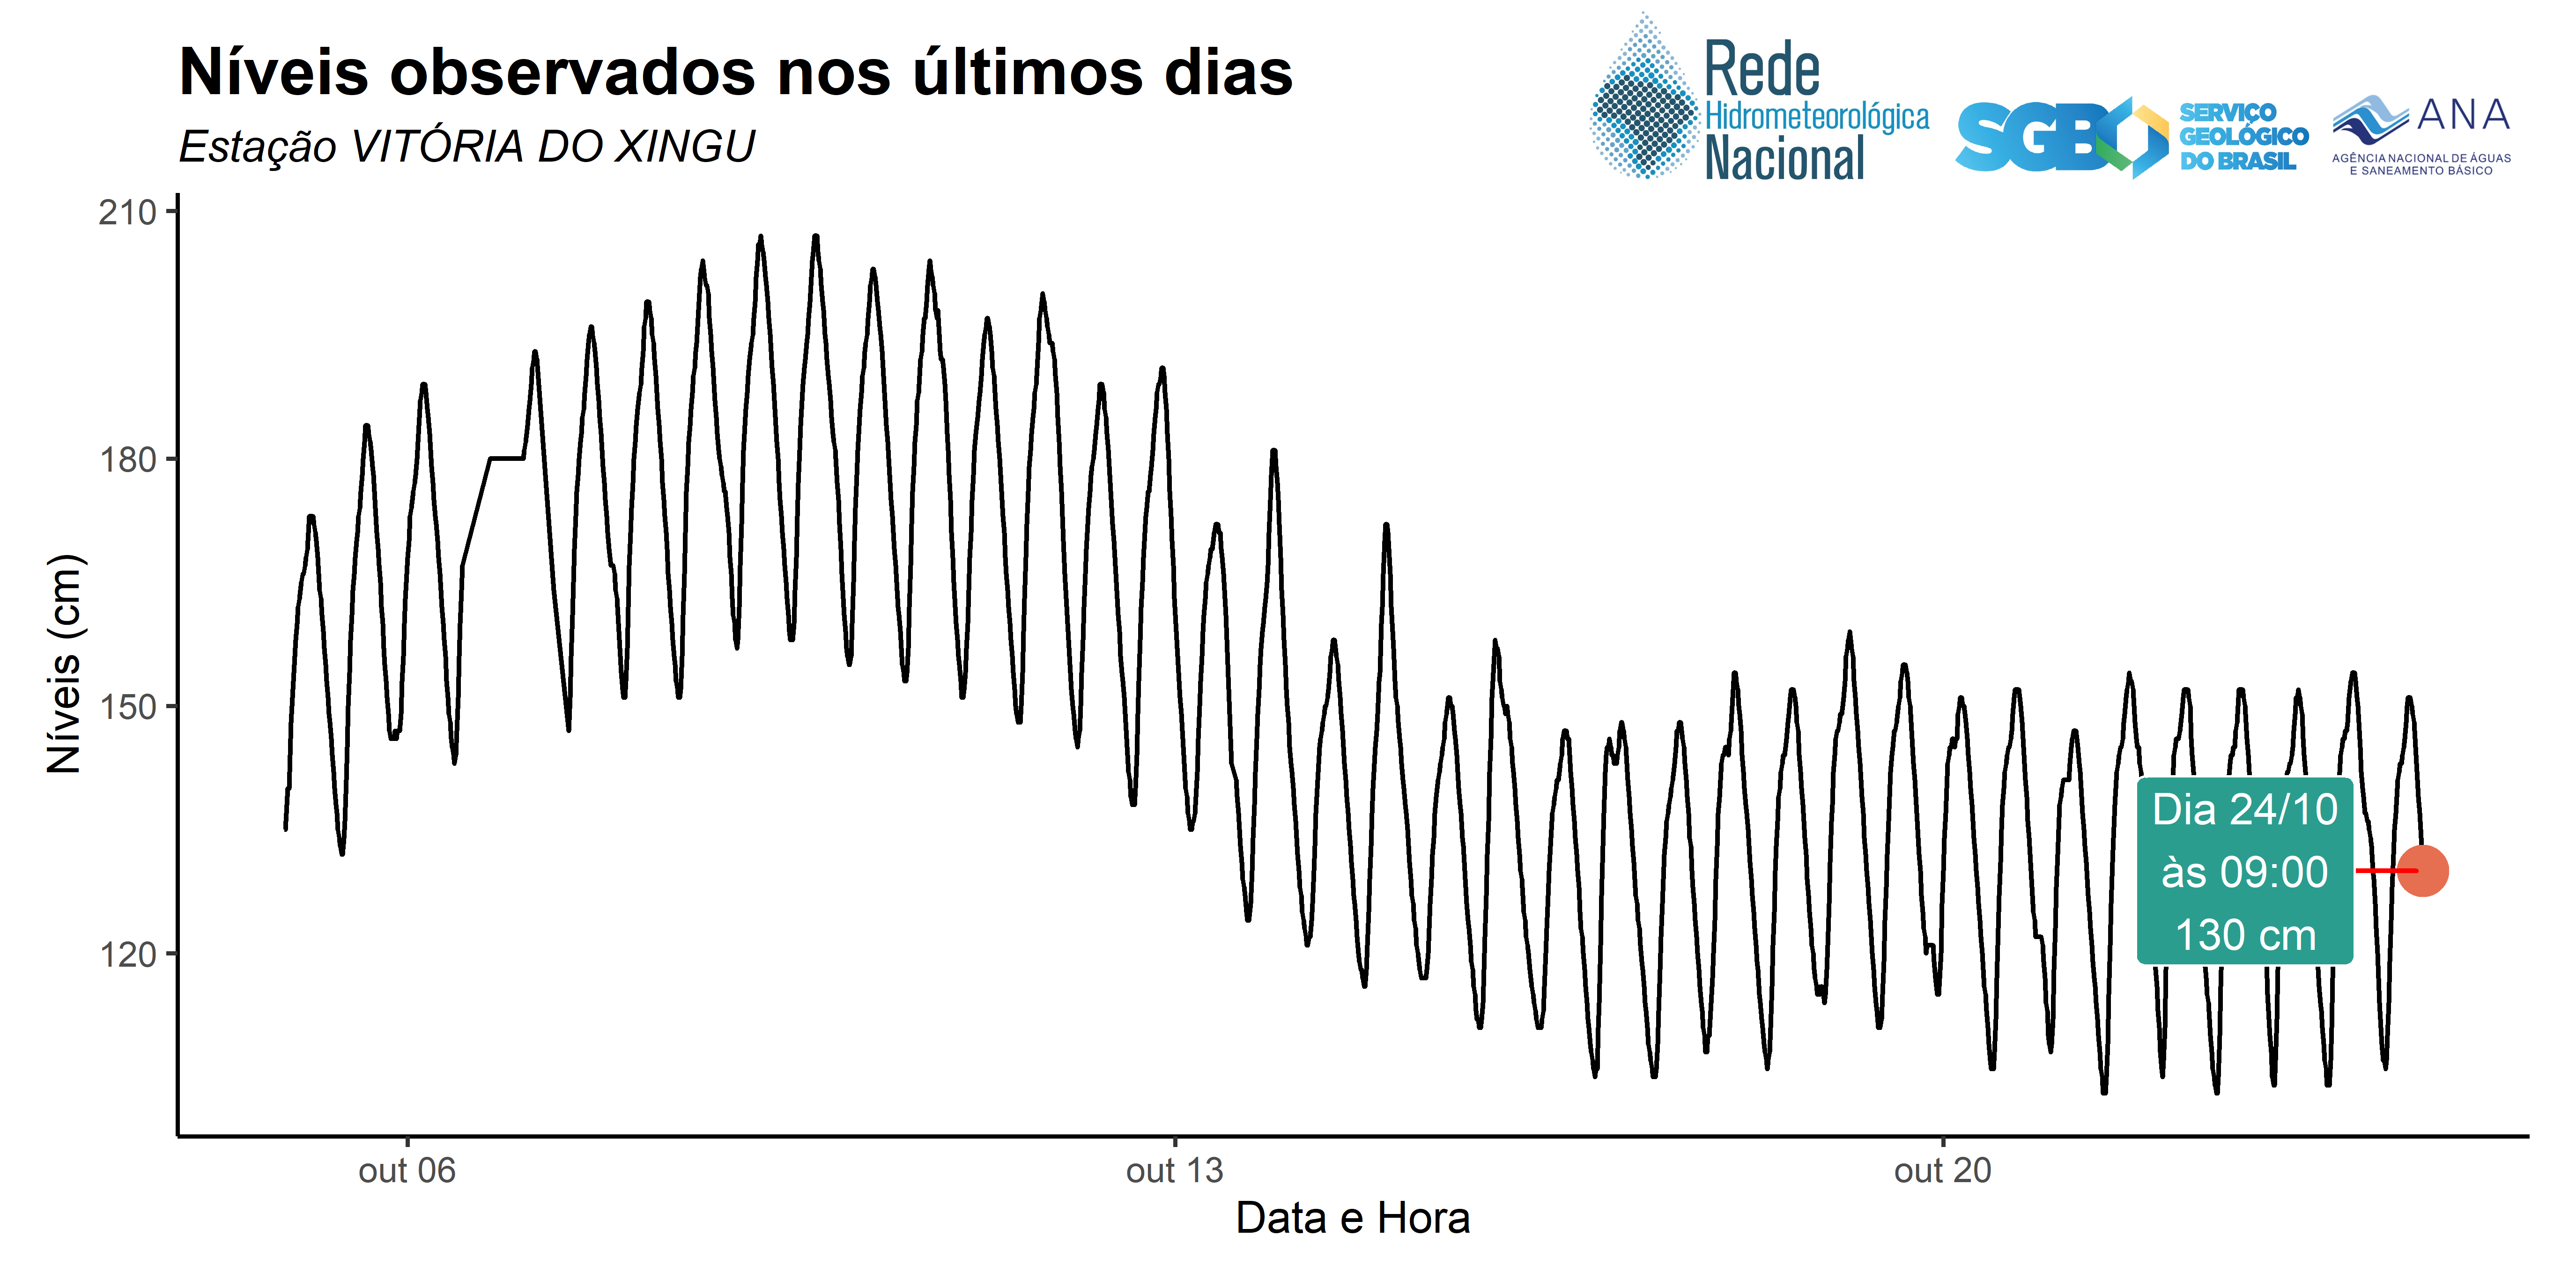 Níveis observados nos últimos dias
Estação VITÓRIA DO XINGU
Rede
Hidrometeorológica
Nacional
SGB
SERVIÇO
GEOLÓGICO
DO BRASIL
ANA
AGÊNCIA NACIONAL DE ÁGUAS
E SANEAMENTO BÁSICO
Níveis (cm)
210
180
150
120
Dia 24/10
às 09:00
130 cm
out 06
out 13
out 20
Data e Hora